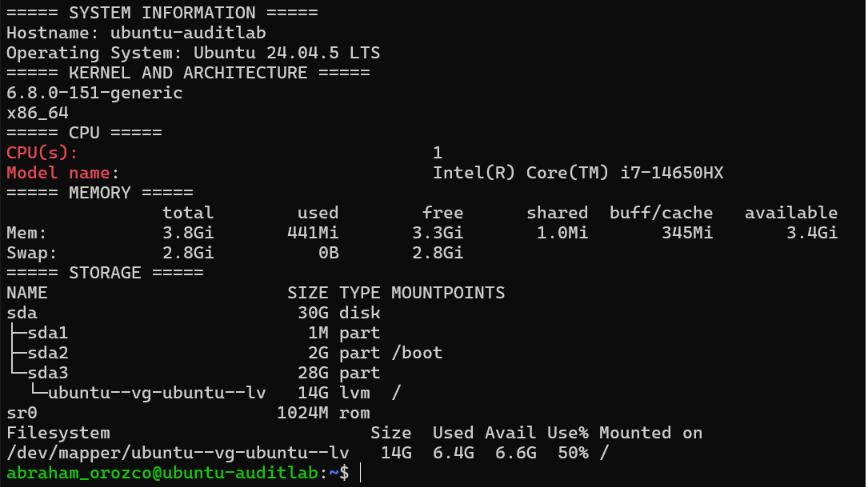 ===== SYSTEM INFORMATION =====
Hostname: ubuntu-auditlab
Operating System: Ubuntu 24.04.5 LTS
===== KERNEL AND ARCHITECTURE =====
6.8.0-151-generic
x86_64
===== CPU =====
CPU(s):                                  1
Model name:                              Intel(R) Core(TM) i7-14650HX
===== MEMORY =====
               total        used        free      shared  buff/cache   available
Mem:           3.8Gi       441Mi       3.3Gi       1.0Mi       345Mi       3.4Gi
Swap:          2.8Gi          0B       2.8Gi
===== STORAGE =====
NAME                       SIZE TYPE MOUNTPOINTS
sda                         30G disk
├─sda1                       1M part
├─sda2                       2G part /boot
└─sda3                      28G part
  └─ubuntu--vg-ubuntu--lv   14G lvm  /
sr0                       1024M rom
Filesystem                         Size  Used Avail Use% Mounted on
/dev/mapper/ubuntu--vg-ubuntu--lv   14G  6.4G  6.6G  50% /
abraham_orozco@ubuntu-auditlab:~$